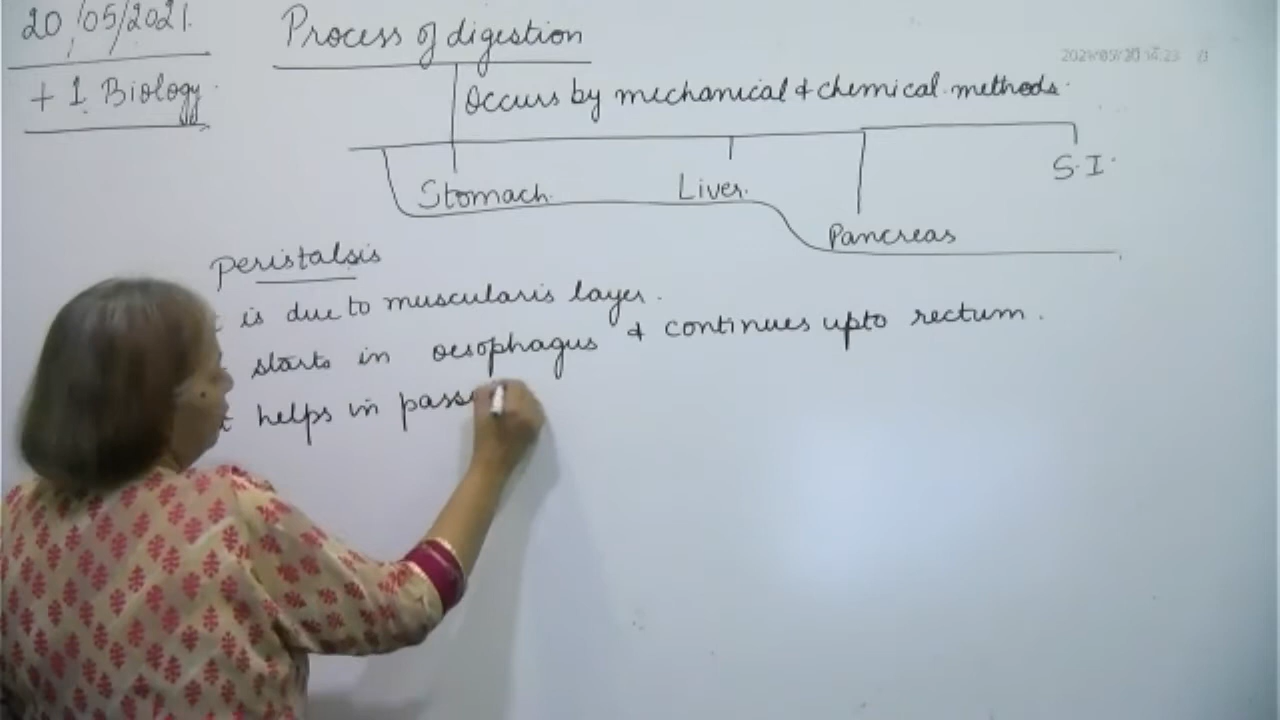 20/05/2021.
+ 1 Biology.
Process of digestion
Occurs by mechanical & chemical methods.
Stomach. Liver. S.I.
Pancreas
Peristalsis
is due to muscularis layer.
starts in oesophagus & continues upto rectum.
helps in pass